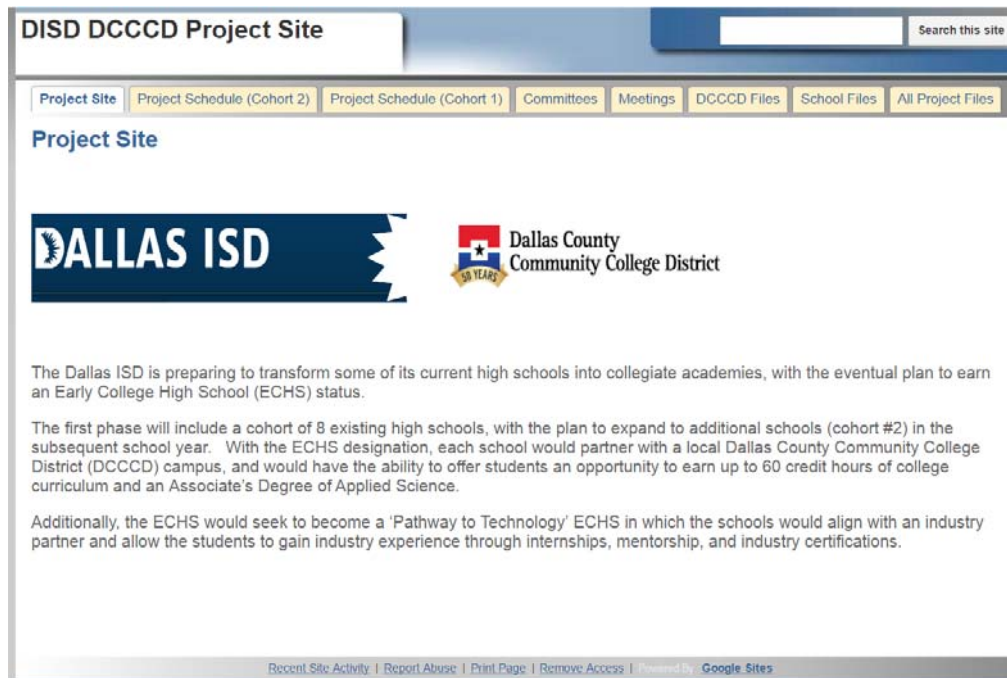 DISD DCCCD Project Site
Search this site
Project Site
Project Schedule (Cohort 2)
Project Schedule (Cohort 1)
Committees
Meetings
DCCCD Files
School Files
All Project Files
Project Site
DALLAS ISD
Dallas County
Community College District
50 YEARS
The Dallas ISD is preparing to transform some of its current high schools into collegiate academies, with the eventual plan to earn
an Early College High School (ECHS) status.
The first phase will include a cohort of 8 existing high schools, with the plan to expand to additional schools (cohort #2) in the
subsequent school year. With the ECHS designation, each school would partner with a local Dallas County Community College
District (DCCCD) campus, and would have the ability to offer students an opportunity to earn up to 60 credit hours of college
curriculum and an Associate's Degree of Applied Science.
Additionally, the ECHS would seek to become a 'Pathway to Technology' ECHS in which the schools would align with an industry
partner and allow the students to gain industry experience through internships, mentorship, and industry certifications.
Recent Site Activity | Report Abuse | Print Page | Remove Access | Powered By Google Sites